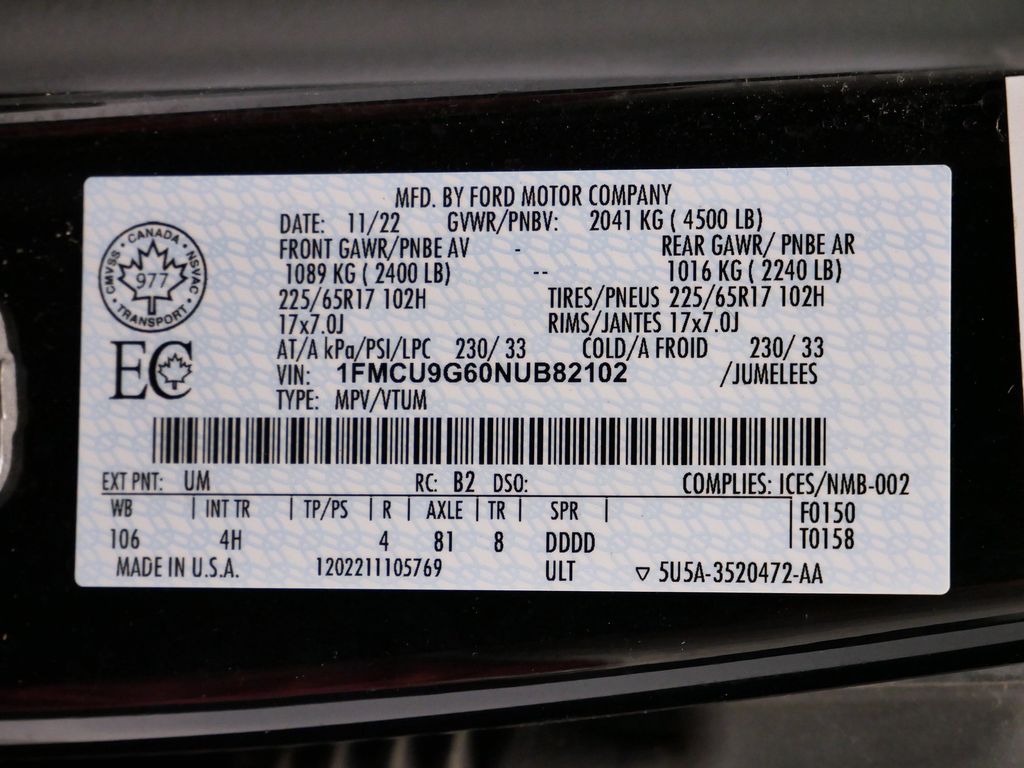 MFD. BY FORD MOTOR COMPANY
DATE: 11/22 GVWR/PNBV: 2041 KG ( 4500 LB)
FRONT GAWR/PNBE AV - REAR GAWR/ PNBE AR
1089 KG ( 2400 LB) -- 1016 KG ( 2240 LB)
225/65R17 102H TIRES/PNEUS 225/65R17 102H
17x7.0J RIMS/JANTES 17x7.0J
AT/A kPa/PSI/LPC 230/ 33 COLD/A FROID 230/ 33
VIN: 1FMCU9G60NUB82102 /JUMELEES
TYPE: MPV/VTUM
CANADA
CMVSS NSVAC
977
TRANSPORT
EC
EXT PNT: UM RC: B2 DSO: COMPLIES: ICES/NMB-002
WB | INT TR | TP/PS | R | AXLE | TR | SPR | F0150
106 4H 4 81 8 DDDD T0158
MADE IN U.S.A. 1202211105769 ULT ▽ 5U5A-3520472-AA